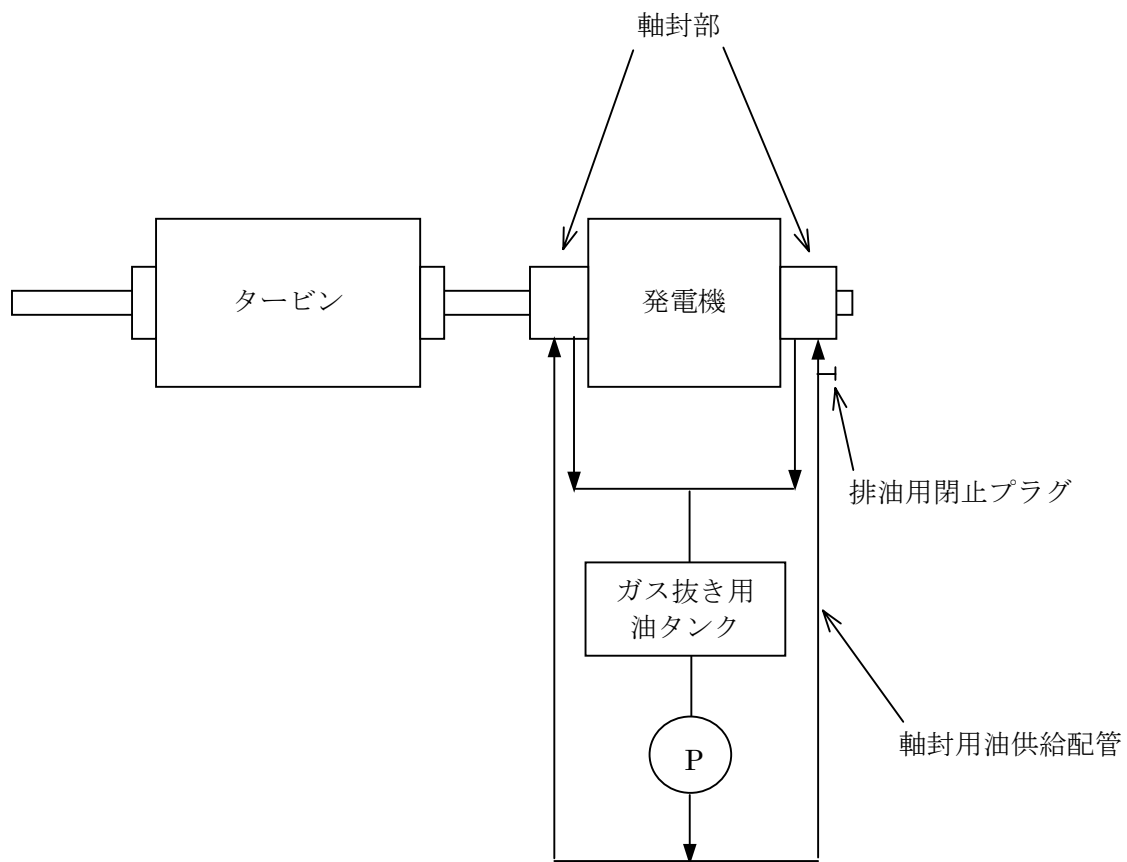 軸封部
タービン
発電機
排油用閉止プラグ
ガス抜き用
油タンク
P
軸封用油供給配管